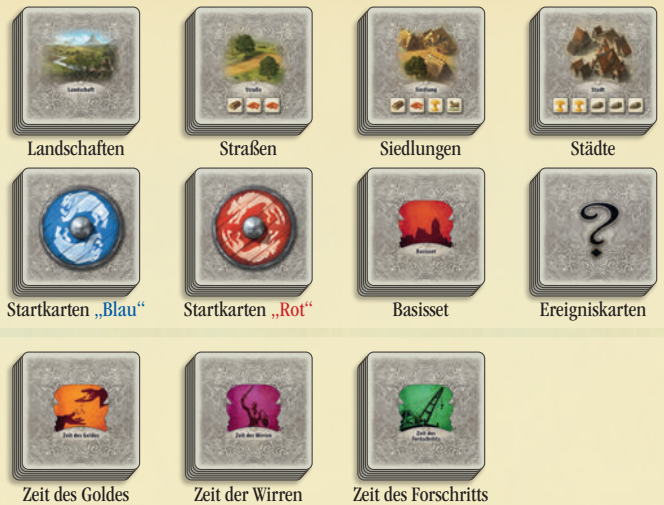 Landschaft
Straße
Siedlung
Stadt
Landschaften
Straßen
Siedlungen
Städte
Basisset
?
Startkarten „Blau“
Startkarten „Rot“
Basisset
Ereigniskarten
Zeit des Goldes
Zeit der Wirren
Zeit des
Fortschritts
Zeit des Goldes
Zeit der Wirren
Zeit des Forschritts